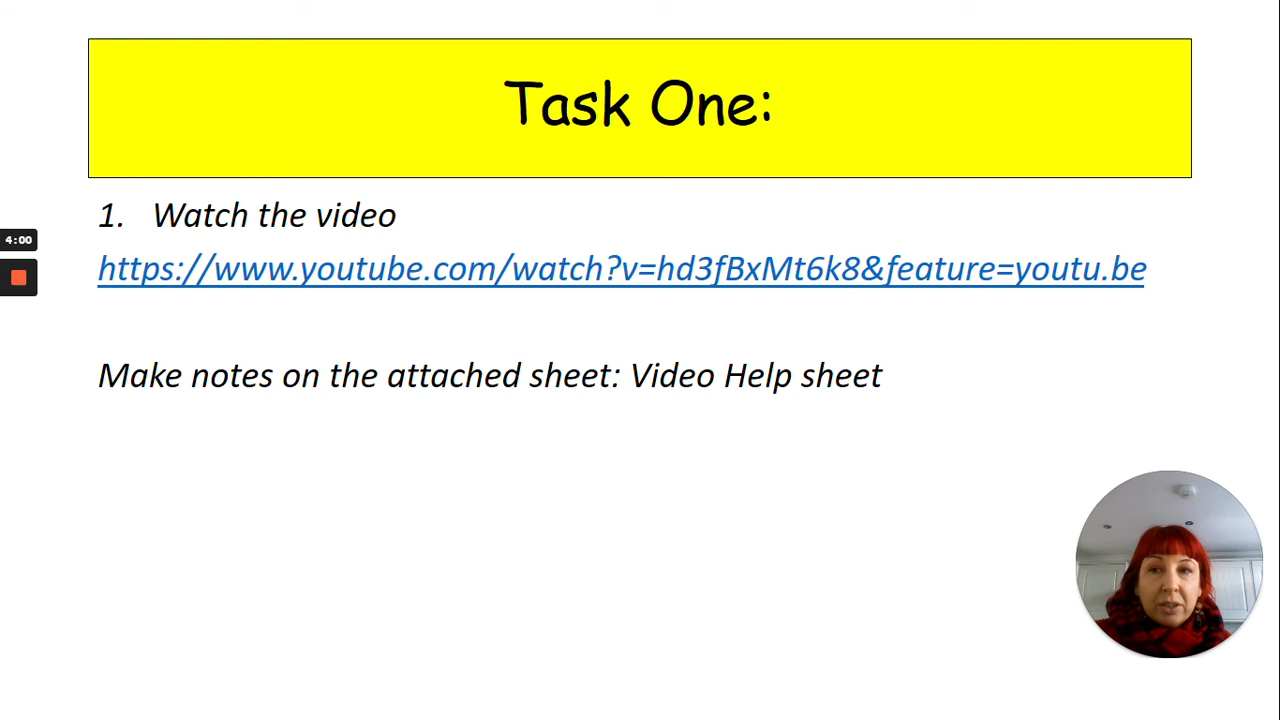 Task One:
1. Watch the video
4:00
https://www.youtube.com/watch?v=hd3fBxMt6k8&feature=youtu.be
Make notes on the attached sheet: Video Help sheet